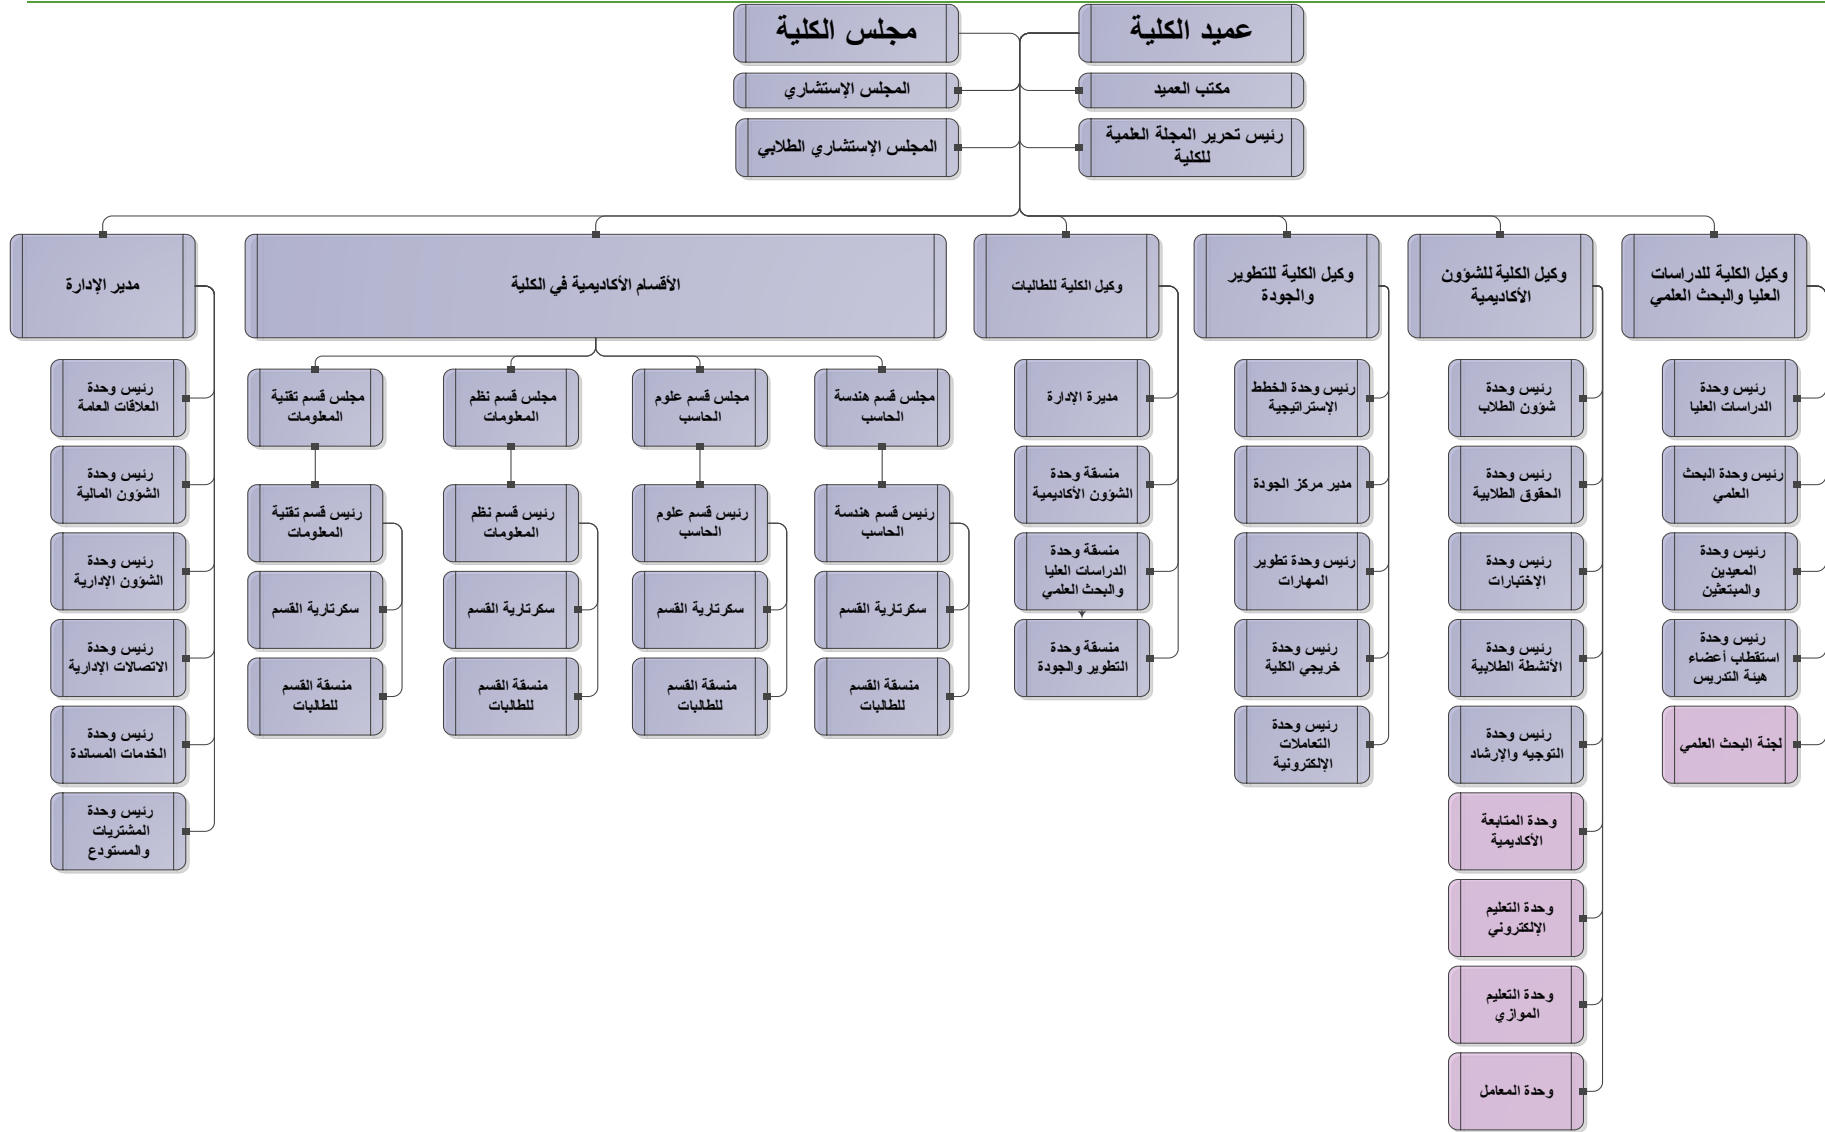 عميد الكلية
مجلس الكلية
مكتب العميد
المجلس الإستشاري
رئيس تحرير المجلة العلمية
للكلية
المجلس الإستشاري الطلابي
وكيل الكلية للدراسات
العليا والبحث العلمي
وكيل الكلية للشؤون
الأكاديمية
وكيل الكلية للتطوير
والجودة
وكيل الكلية للطالبات
الأقسام الأكاديمية في الكلية
مدير الإدارة
رئيس وحدة
الدراسات العليا
رئيس وحدة البحث
العلمي
رئيس وحدة
المعيدين
والمبتعثين
رئيس وحدة
استقطاب أعضاء
هيئة التدريس
لجنة البحث العلمي
رئيس وحدة
شؤون الطلاب
رئيس وحدة
الحقوق الطلابية
رئيس وحدة
الإختبارات
رئيس وحدة
الأنشطة الطلابية
رئيس وحدة
التوجيه والإرشاد
وحدة المتابعة
الأكاديمية
وحدة التعليم
الإلكتروني
وحدة التعليم
الموازي
وحدة المعامل
رئيس وحدة الخطط
الإستراتيجية
مدير مركز الجودة
رئيس وحدة تطوير
المهارات
رئيس وحدة
خريجي الكلية
رئيس وحدة
التعاملات
الإلكترونية
مديرة الإدارة
منسقة وحدة
الشؤون الأكاديمية
منسقة وحدة
الدراسات العليا
والبحث العلمي
منسقة وحدة
التطوير والجودة
مجلس قسم هندسة
الحاسب
رئيس قسم هندسة
الحاسب
سكرتارية القسم
منسقة القسم
للطالبات
مجلس قسم علوم
الحاسب
رئيس قسم علوم
الحاسب
سكرتارية القسم
منسقة القسم
للطالبات
مجلس قسم نظم
المعلومات
رئيس قسم نظم
المعلومات
سكرتارية القسم
منسقة القسم
للطالبات
مجلس قسم تقنية
المعلومات
رئيس قسم تقنية
المعلومات
سكرتارية القسم
منسقة القسم
للطالبات
رئيس وحدة
العلاقات العامة
رئيس وحدة
الشؤون المالية
رئيس وحدة
الشؤون الإدارية
رئيس وحدة
الاتصالات الإدارية
رئيس وحدة
الخدمات المساندة
رئيس وحدة
المشتريات
والمستودع